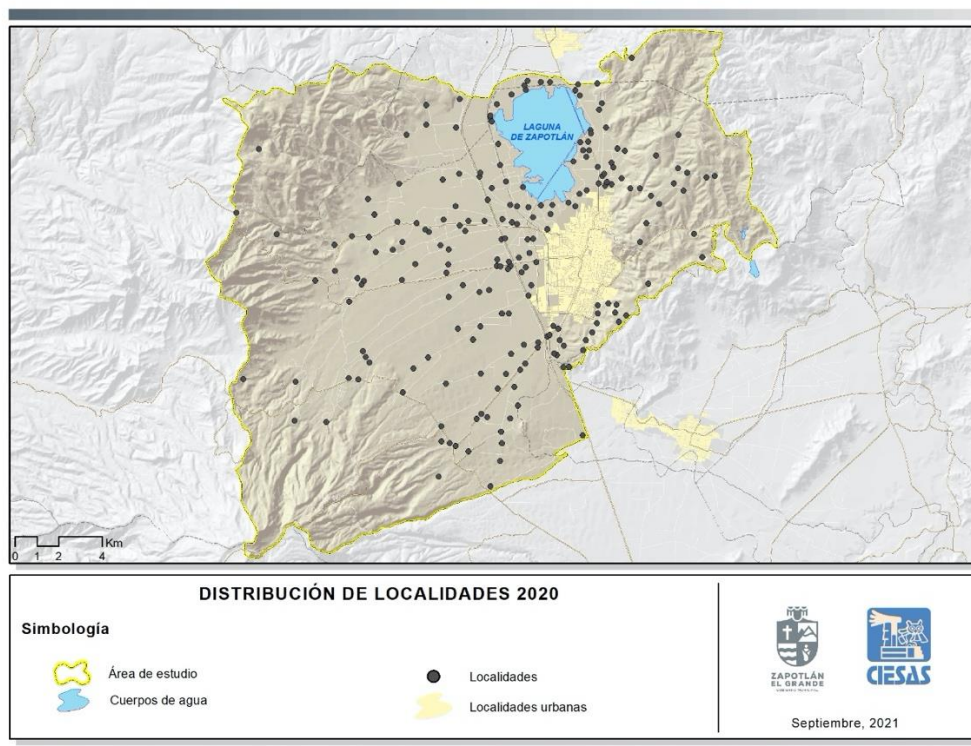 LAGUNA
DE ZAPOTLÁN
Km
0 1 2 4
DISTRIBUCIÓN DE LOCALIDADES 2020
Simbología
Área de estudio
Cuerpos de agua
Localidades
Localidades urbanas
ZAPOTLÁN
EL GRANDE
CIESAS
Septiembre, 2021